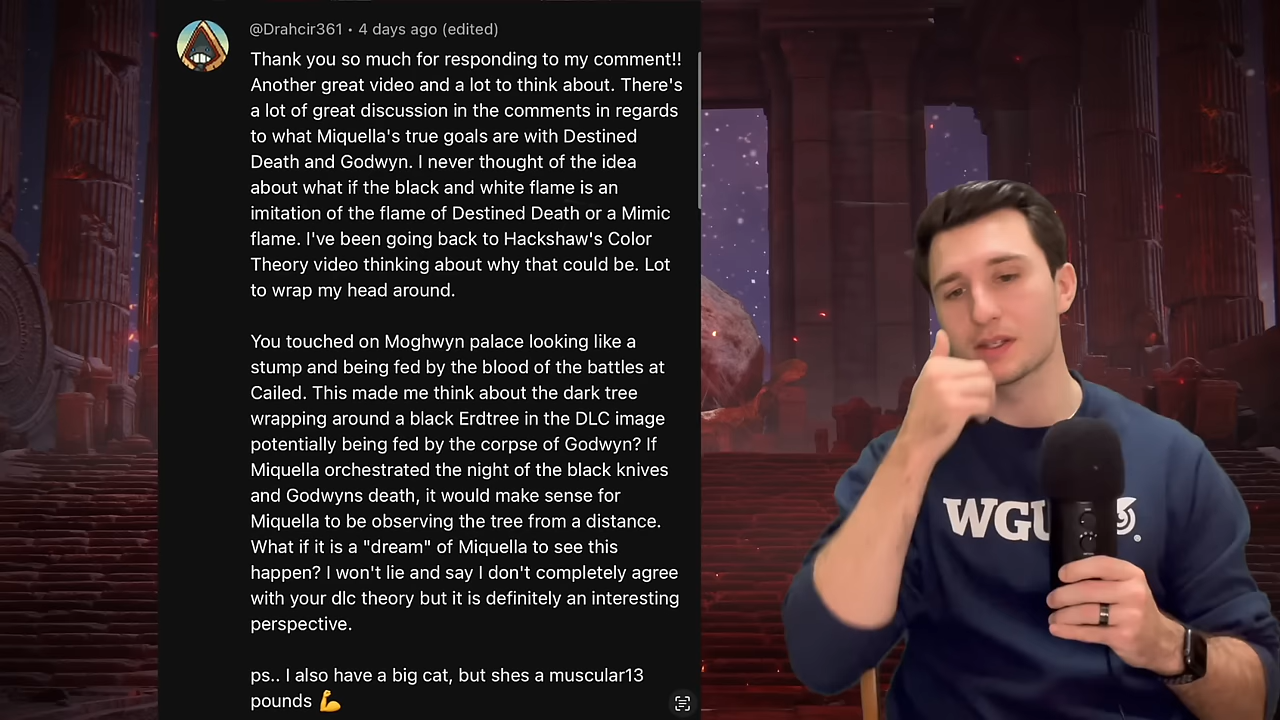 @Drahcir361 • 4 days ago (edited)
Thank you so much for responding to my comment!!
Another great video and a lot to think about. There's
a lot of great discussion in the comments in regards
to what Miquella's true goals are with Destined
Death and Godwyn. I never thought of the idea
about what if the black and white flame is an
imitation of the flame of Destined Death or a Mimic
flame. I've been going back to Hackshaw's Color
Theory video thinking about why that could be. Lot
to wrap my head around.
You touched on Moghwyn palace looking like a
stump and being fed by the blood of the battles at
Cailed. This made me think about the dark tree
wrapping around a black Erdtree in the DLC image
potentially being fed by the corpse of Godwyn? If
Miquella orchestrated the night of the black knives
and Godwyns death, it would make sense for
Miquella to be observing the tree from a distance.
What if it is a "dream" of Miquella to see this
happen? I won't lie and say I don't completely agree
with your dlc theory but it is definitely an interesting
perspective.
ps.. I also have a big cat, but shes a muscular13
pounds 💪
WGU